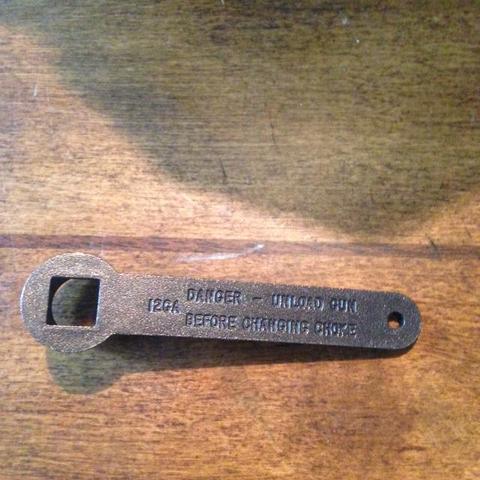 DANGER - UNLOAD GUN
12GA BEFORE CHANGING CHOKE